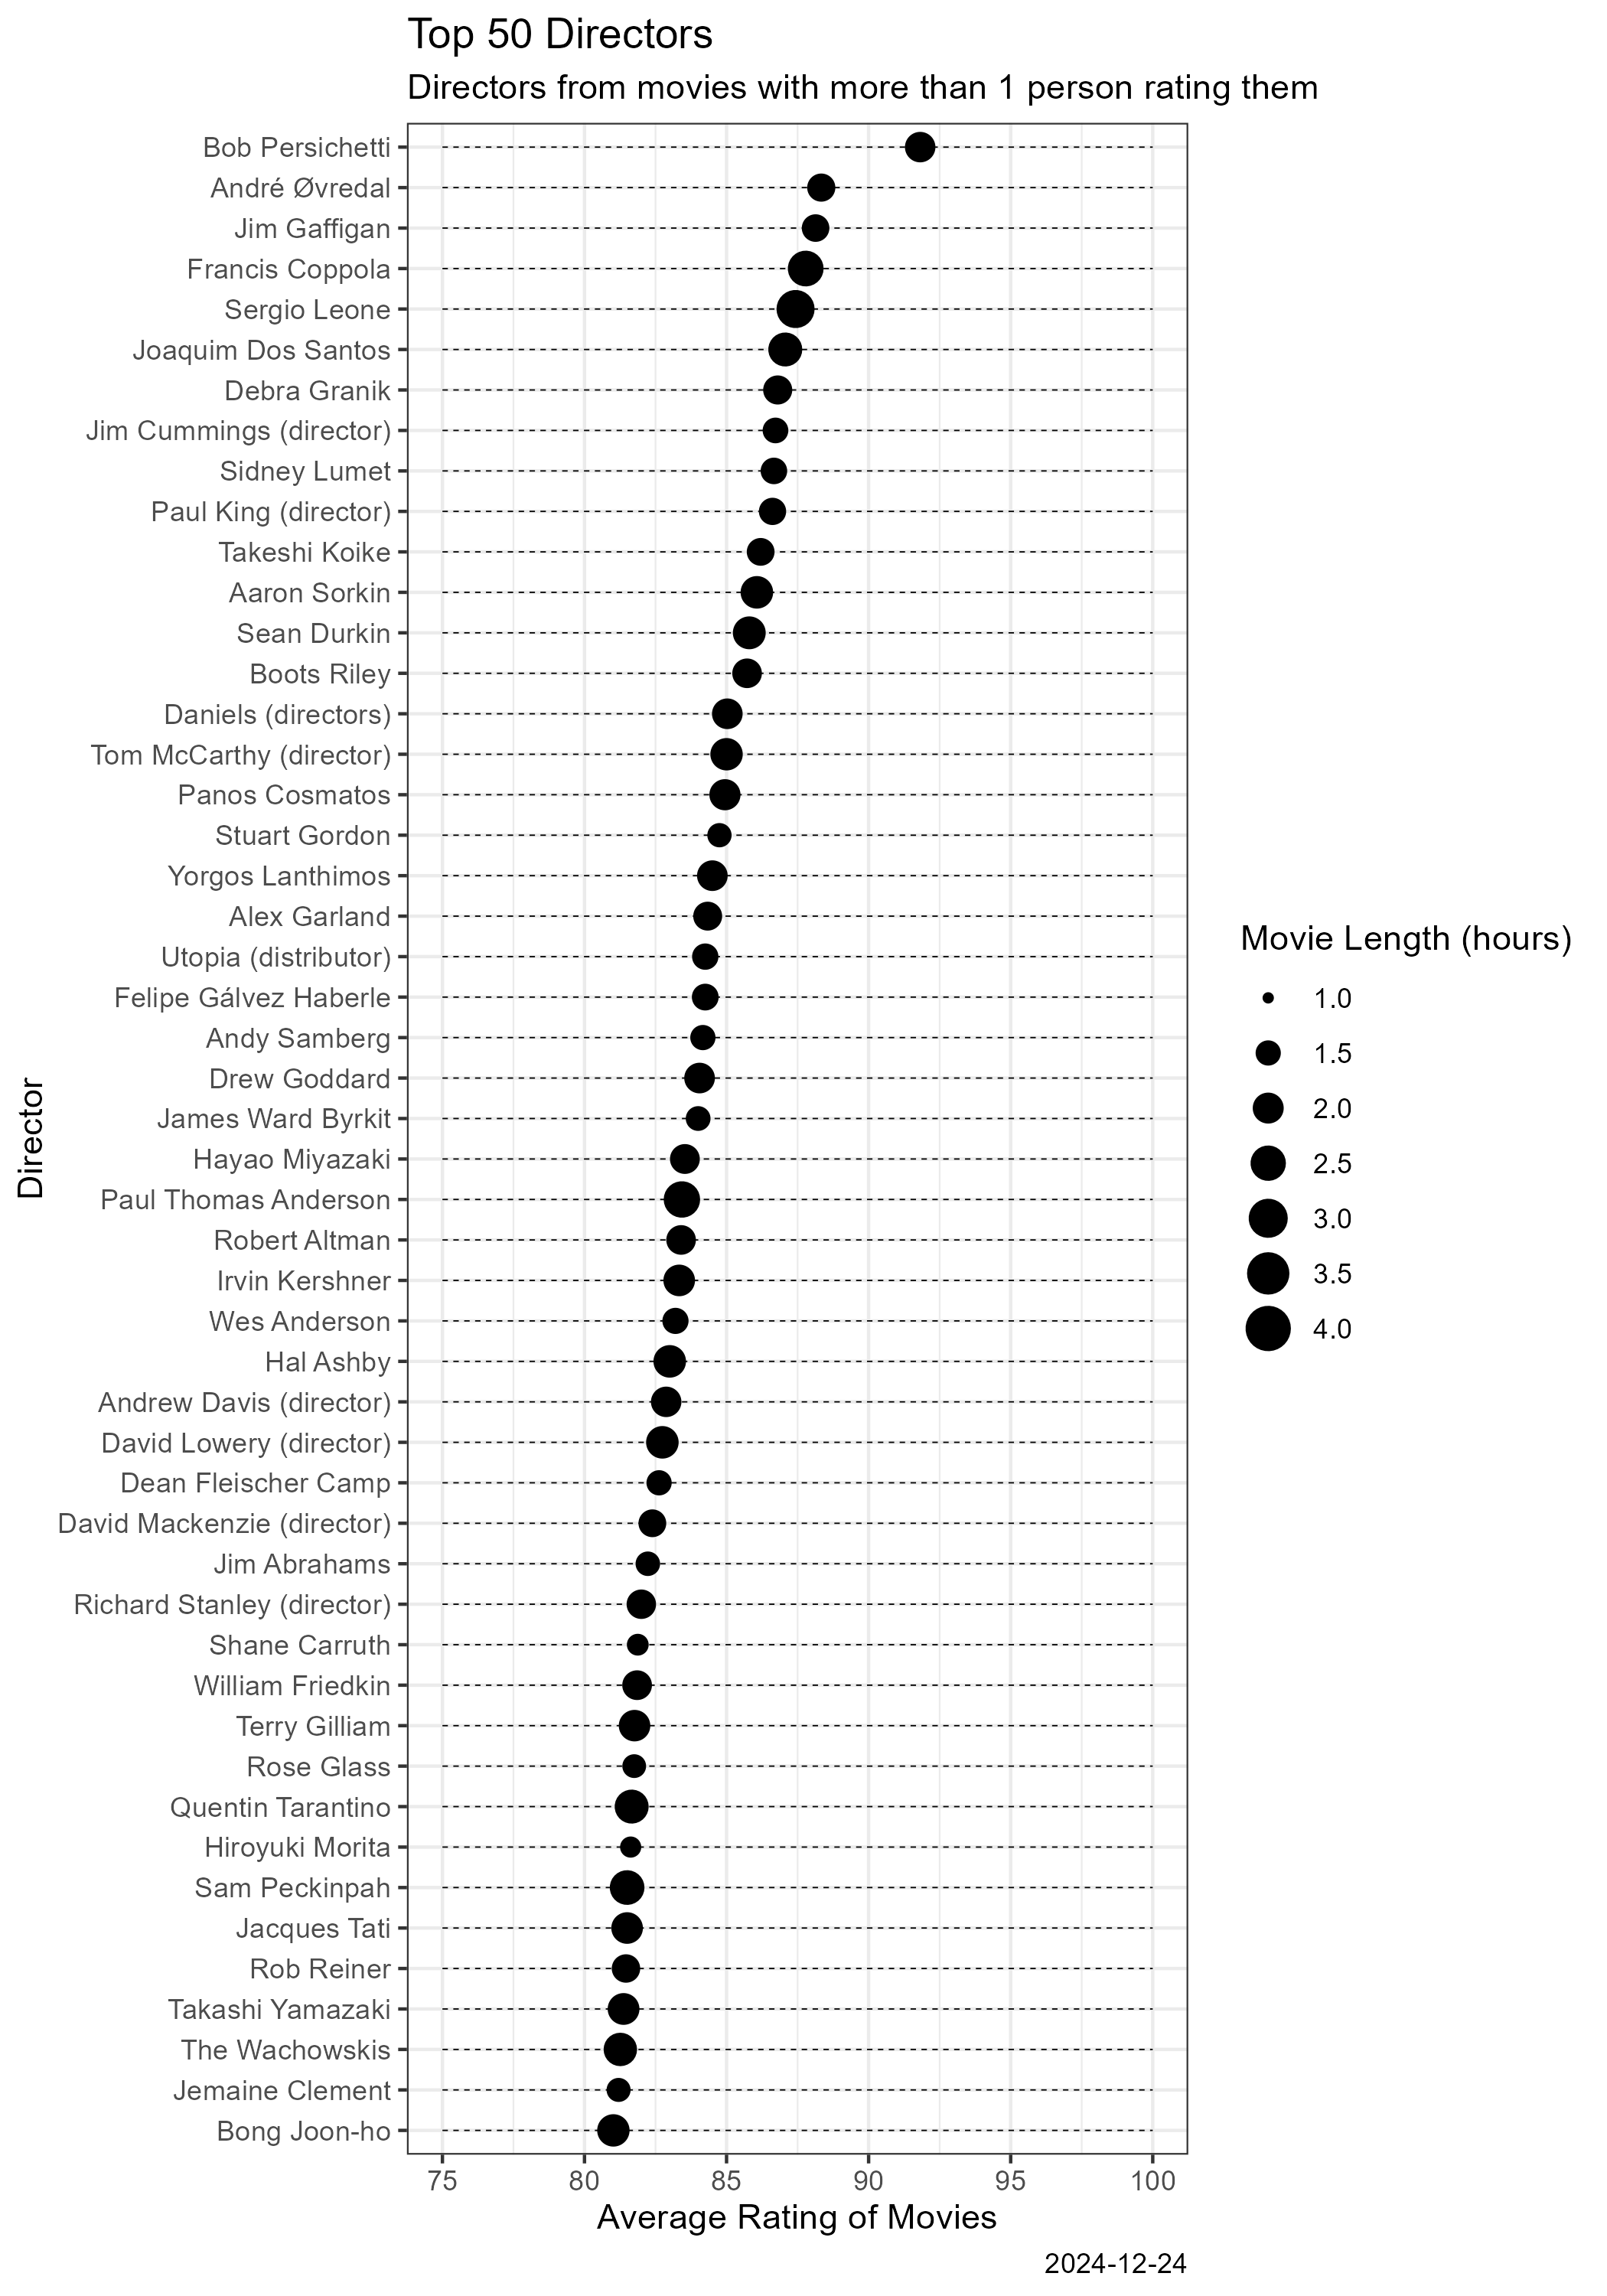 Top 50 Directors
Directors from movies with more than 1 person rating them
Bob Persichetti
André Øvredal
Jim Gaffigan
Francis Coppola
Sergio Leone
Joaquim Dos Santos
Debra Granik
Jim Cummings (director)
Sidney Lumet
Paul King (director)
Takeshi Koike
Aaron Sorkin
Sean Durkin
Boots Riley
Daniels (directors)
Tom McCarthy (director)
Panos Cosmatos
Stuart Gordon
Yorgos Lanthimos
Alex Garland
Utopia (distributor)
Felipe Gálvez Haberle
Andy Samberg
Drew Goddard
James Ward Byrkit
Hayao Miyazaki
Paul Thomas Anderson
Robert Altman
Irvin Kershner
Wes Anderson
Hal Ashby
Andrew Davis (director)
David Lowery (director)
Dean Fleischer Camp
David Mackenzie (director)
Jim Abrahams
Richard Stanley (director)
Shane Carruth
William Friedkin
Terry Gilliam
Rose Glass
Quentin Tarantino
Hiroyuki Morita
Sam Peckinpah
Jacques Tati
Rob Reiner
Takashi Yamazaki
The Wachowskis
Jemaine Clement
Bong Joon-ho
Director
75 80 85 90 95 100
Average Rating of Movies
2024-12-24
Movie Length (hours)
1.0
1.5
2.0
2.5
3.0
3.5
4.0